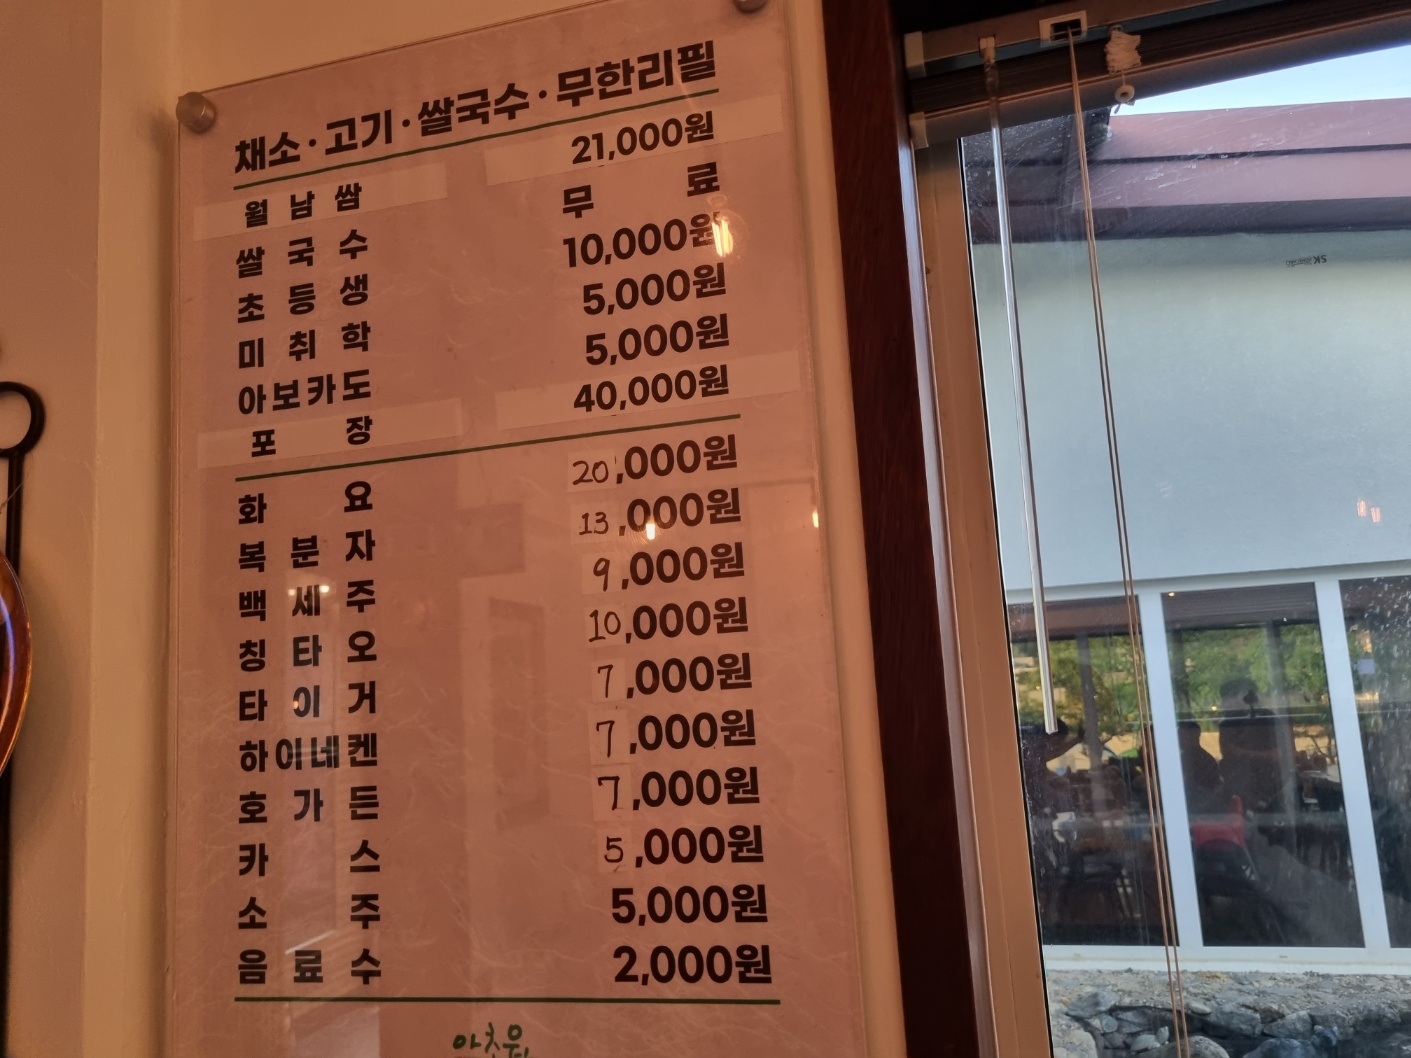 채소·고기·쌀국수·무한리필
월남쌈 21,000원
쌀국수 무료
초등생 10,000원
미취학 5,000원
아보카도 5,000원
포장 40,000원
화요 20,000원
복분자 13,000원
백세주 9,000원
칭타오 10,000원
타이거 7,000원
하이네켄 7,000원
호가든 7,000원
카스 5,000원
소주 5,000원
음료수 2,000원